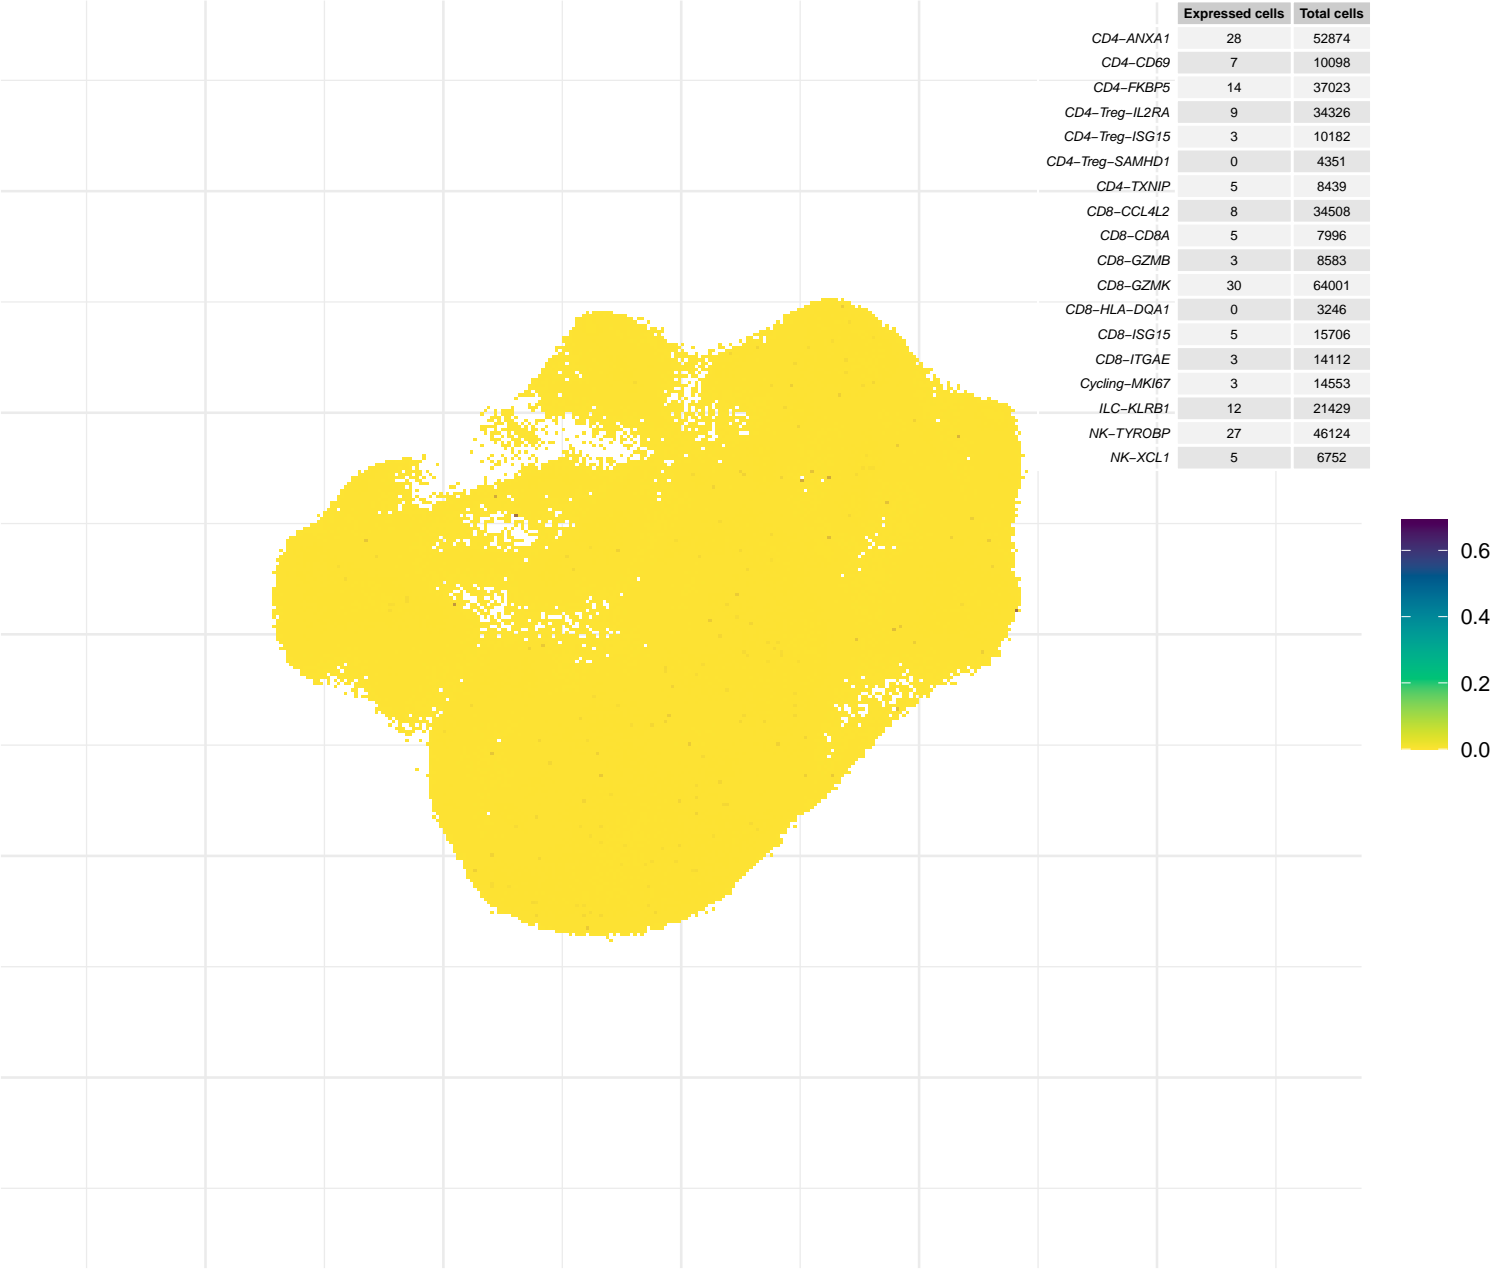 Expressed cells Total cells
CD4−ANXA1 28 52874
CD4−CD69 7 10098
CD4−FKBP5 14 37023
CD4−Treg−IL2RA 9 34326
CD4−Treg−ISG15 3 10182
CD4−Treg−SAMHD1 0 4351
CD4−TXNIP 5 8439
CD8−CCL4L2 8 34508
CD8−CD8A 5 7996
CD8−GZMB 3 8583
CD8−GZMK 30 64001
CD8−HLA−DQA1 0 3246
CD8−ISG15 5 15706
CD8−ITGAE 3 14112
Cycling−MKI67 3 14553
ILC−KLRB1 12 21429
NK−TYROBP 27 46124
NK−XCL1 5 6752
0.6
0.4
0.2
0.0